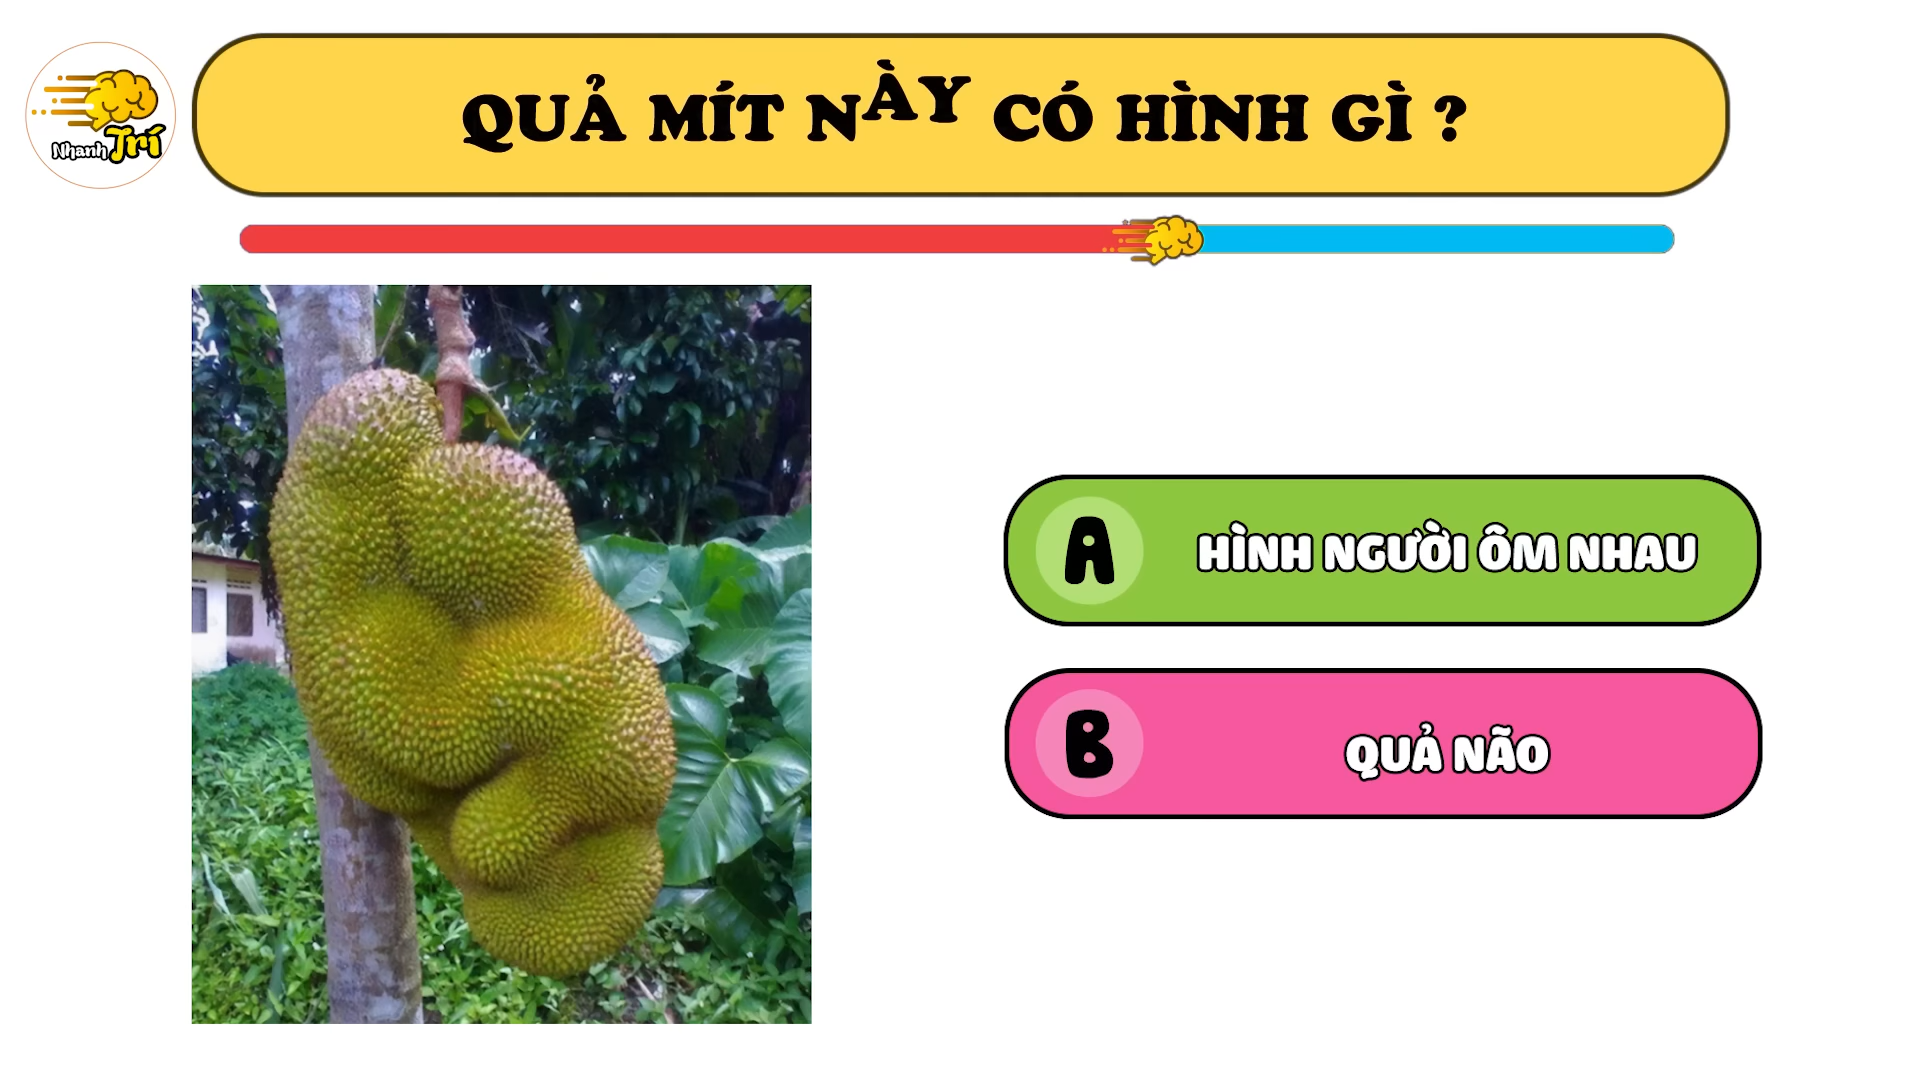 Nhanh Trí
QUẢ MÍT NÀY CÓ HÌNH GÌ ?
A HÌNH NGƯỜI ÔM NHAU
B QUẢ NÃO